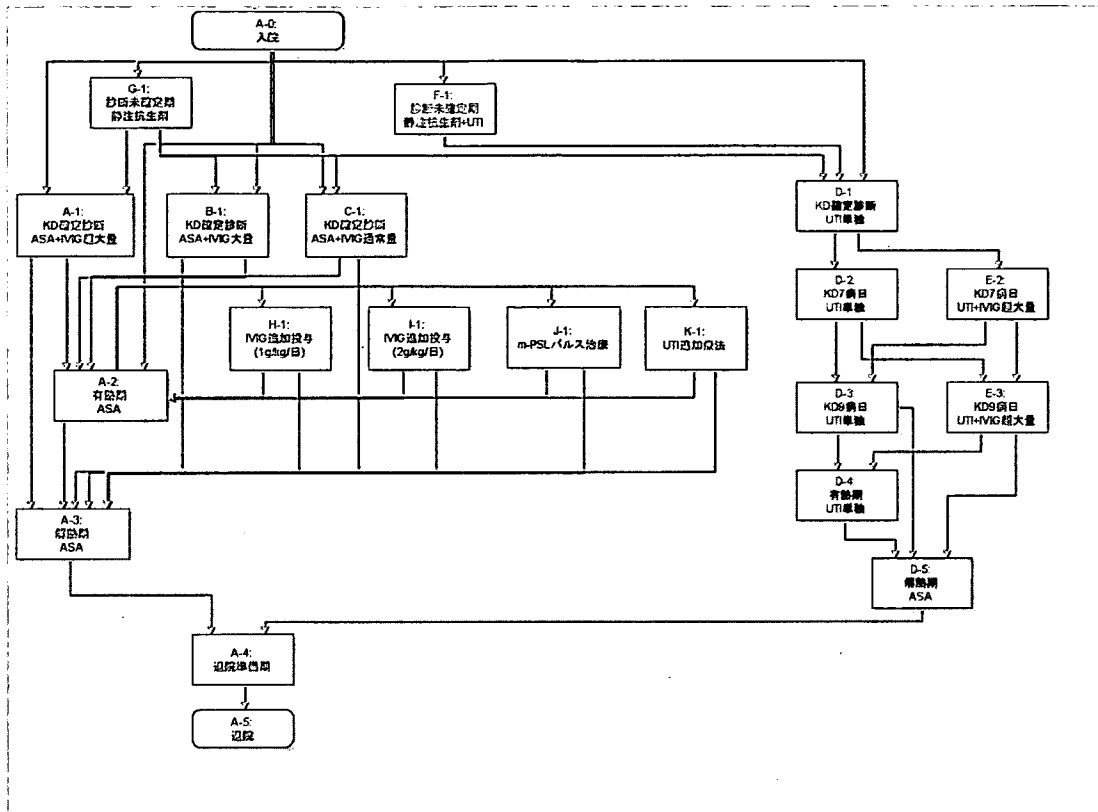 A-0:
入院
G-1:
診断未確定期
静注抗生剤
F-1:
診断未確定期
静注抗生剤+UTI
A-1:
KD確定診断
ASA+IVIG超大量
B-1:
KD確定診断
ASA+IVIG大量
C-1:
KD確定診断
ASA+IVIG通常量
D-1
KD確定診断
UTI単独
D-2:
KD7病日
UTI単独
E-2:
KD7病日
UTI+IVIG超大量
H-1:
IVIG追加投与
(1g/kg/日)
I-1:
IVIG追加投与
(2g/kg/日)
J-1:
m-PSLパルス治療
K-1:
UTI追加療法
A-2:
有熱期
ASA
D-3:
KD9病日
UTI単独
E-3:
KD9病日
UTI+IVIG超大量
D-4:
有熱期
UTI単独
A-3:
解熱期
ASA
D-5:
解熱期
ASA
A-4:
退院準備期
A-5:
退院